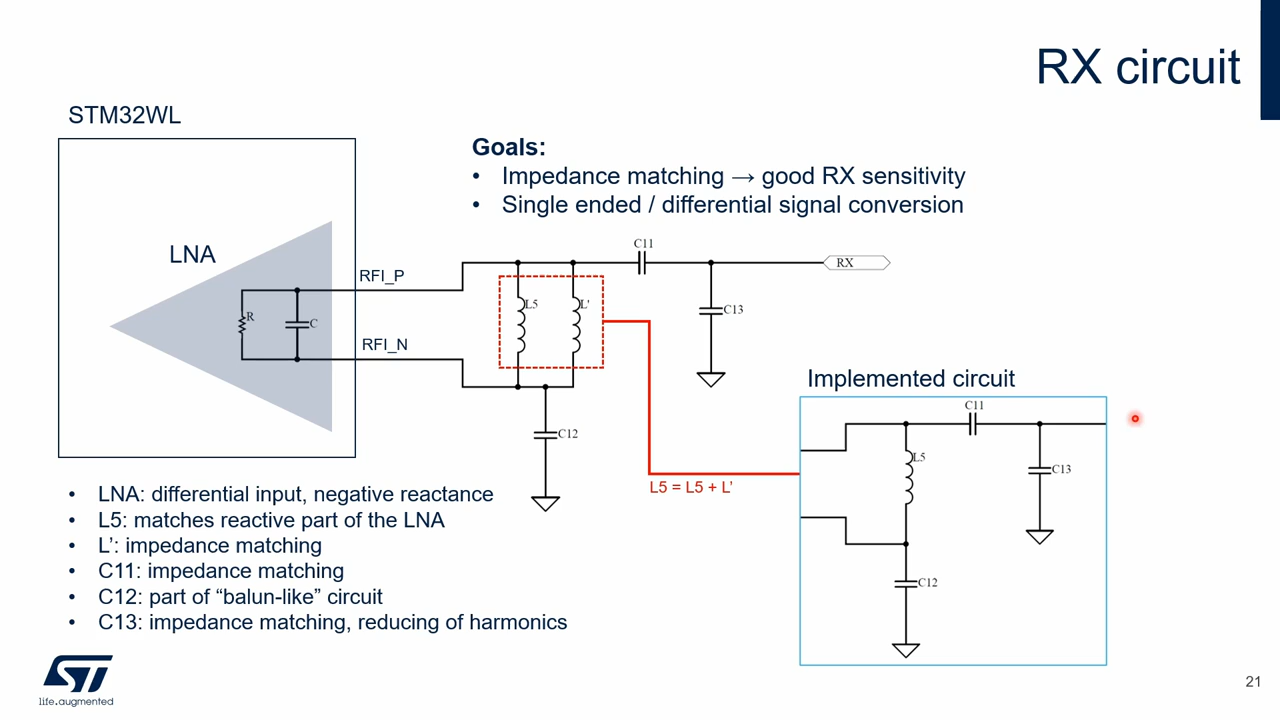 RX circuit
STM32WL
Goals:
• Impedance matching → good RX sensitivity
• Single ended / differential signal conversion
LNA
RFI_P
RFI_N
R
C
L5
L'
C11
RX
C13
C12
L5 = L5 + L’
Implemented circuit
C11
L5
C13
C12
• LNA: differential input, negative reactance
• L5: matches reactive part of the LNA
• L’: impedance matching
• C11: impedance matching
• C12: part of “balun-like” circuit
• C13: impedance matching, reducing of harmonics
ST
life.augmented
21